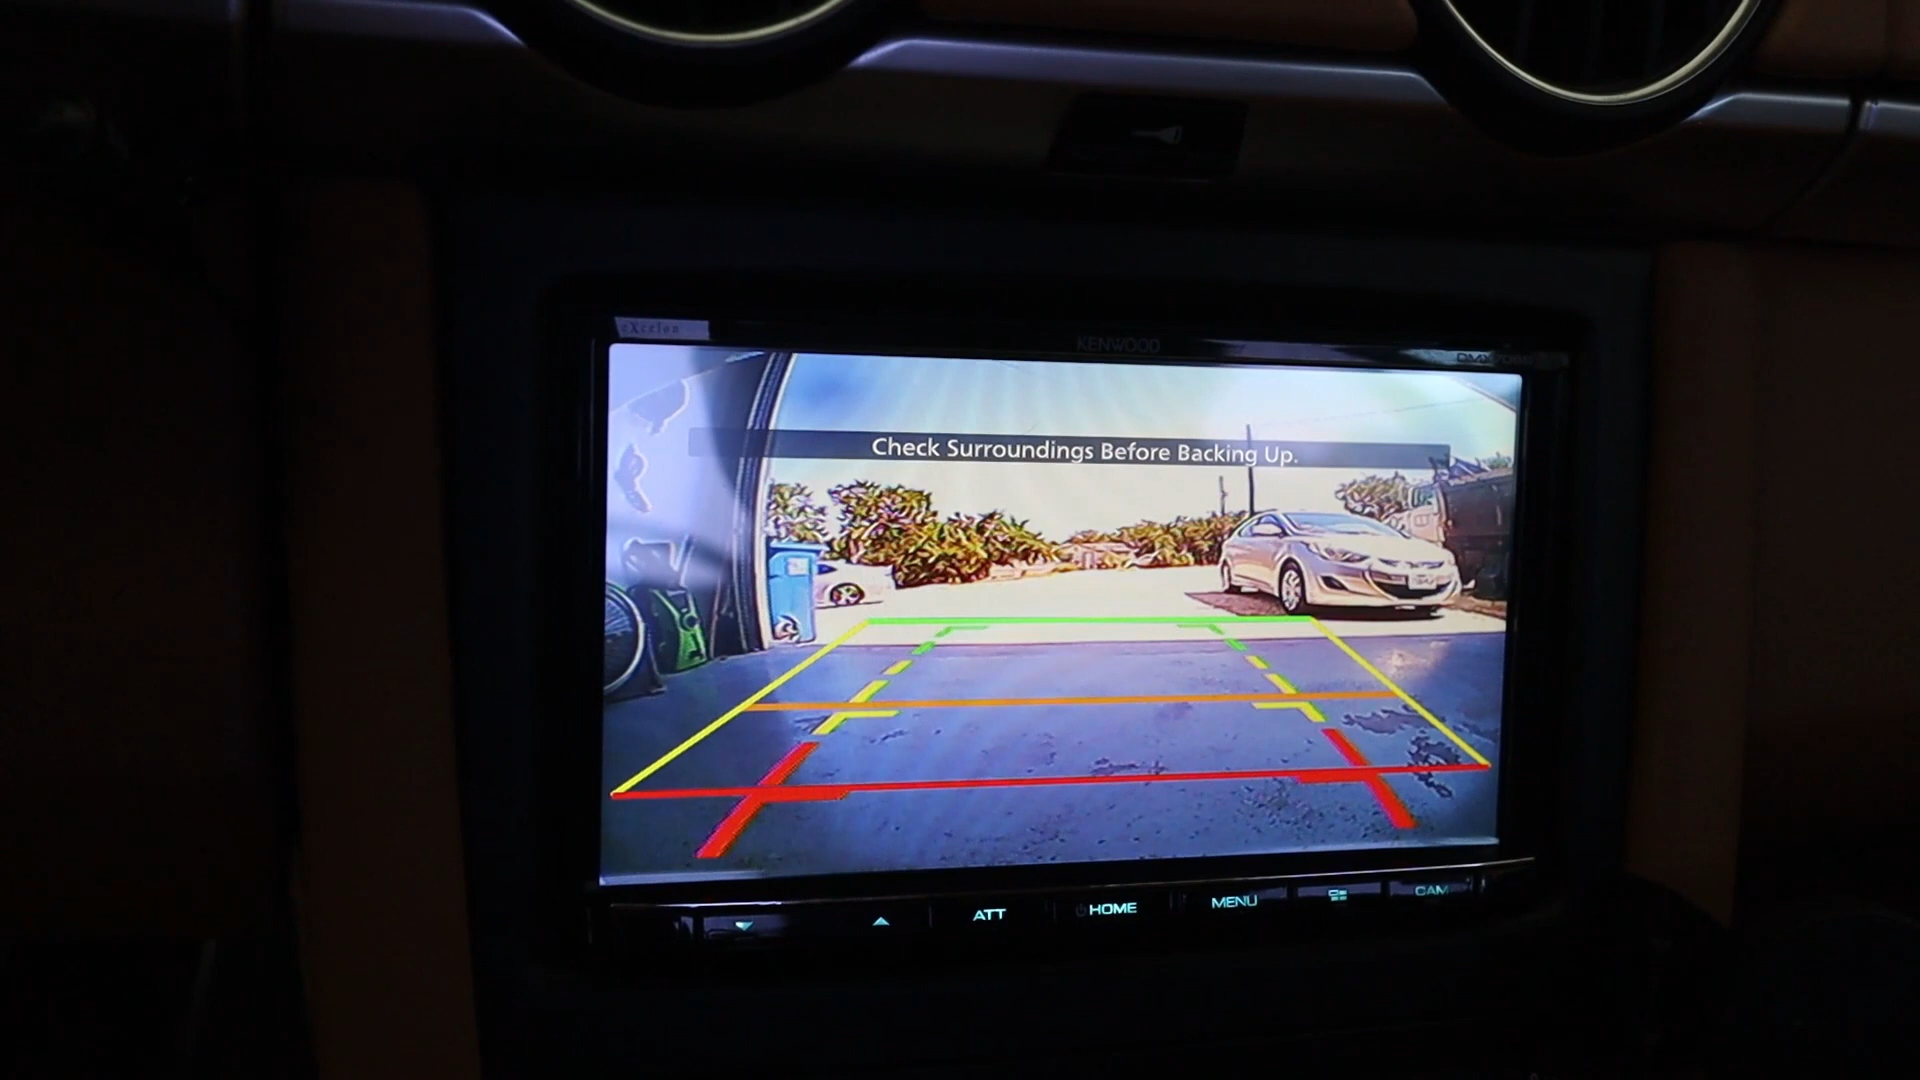 eXcelon
KENWOOD
Check Surroundings Before Backing Up.
ATT
HOME
MENU
CAM